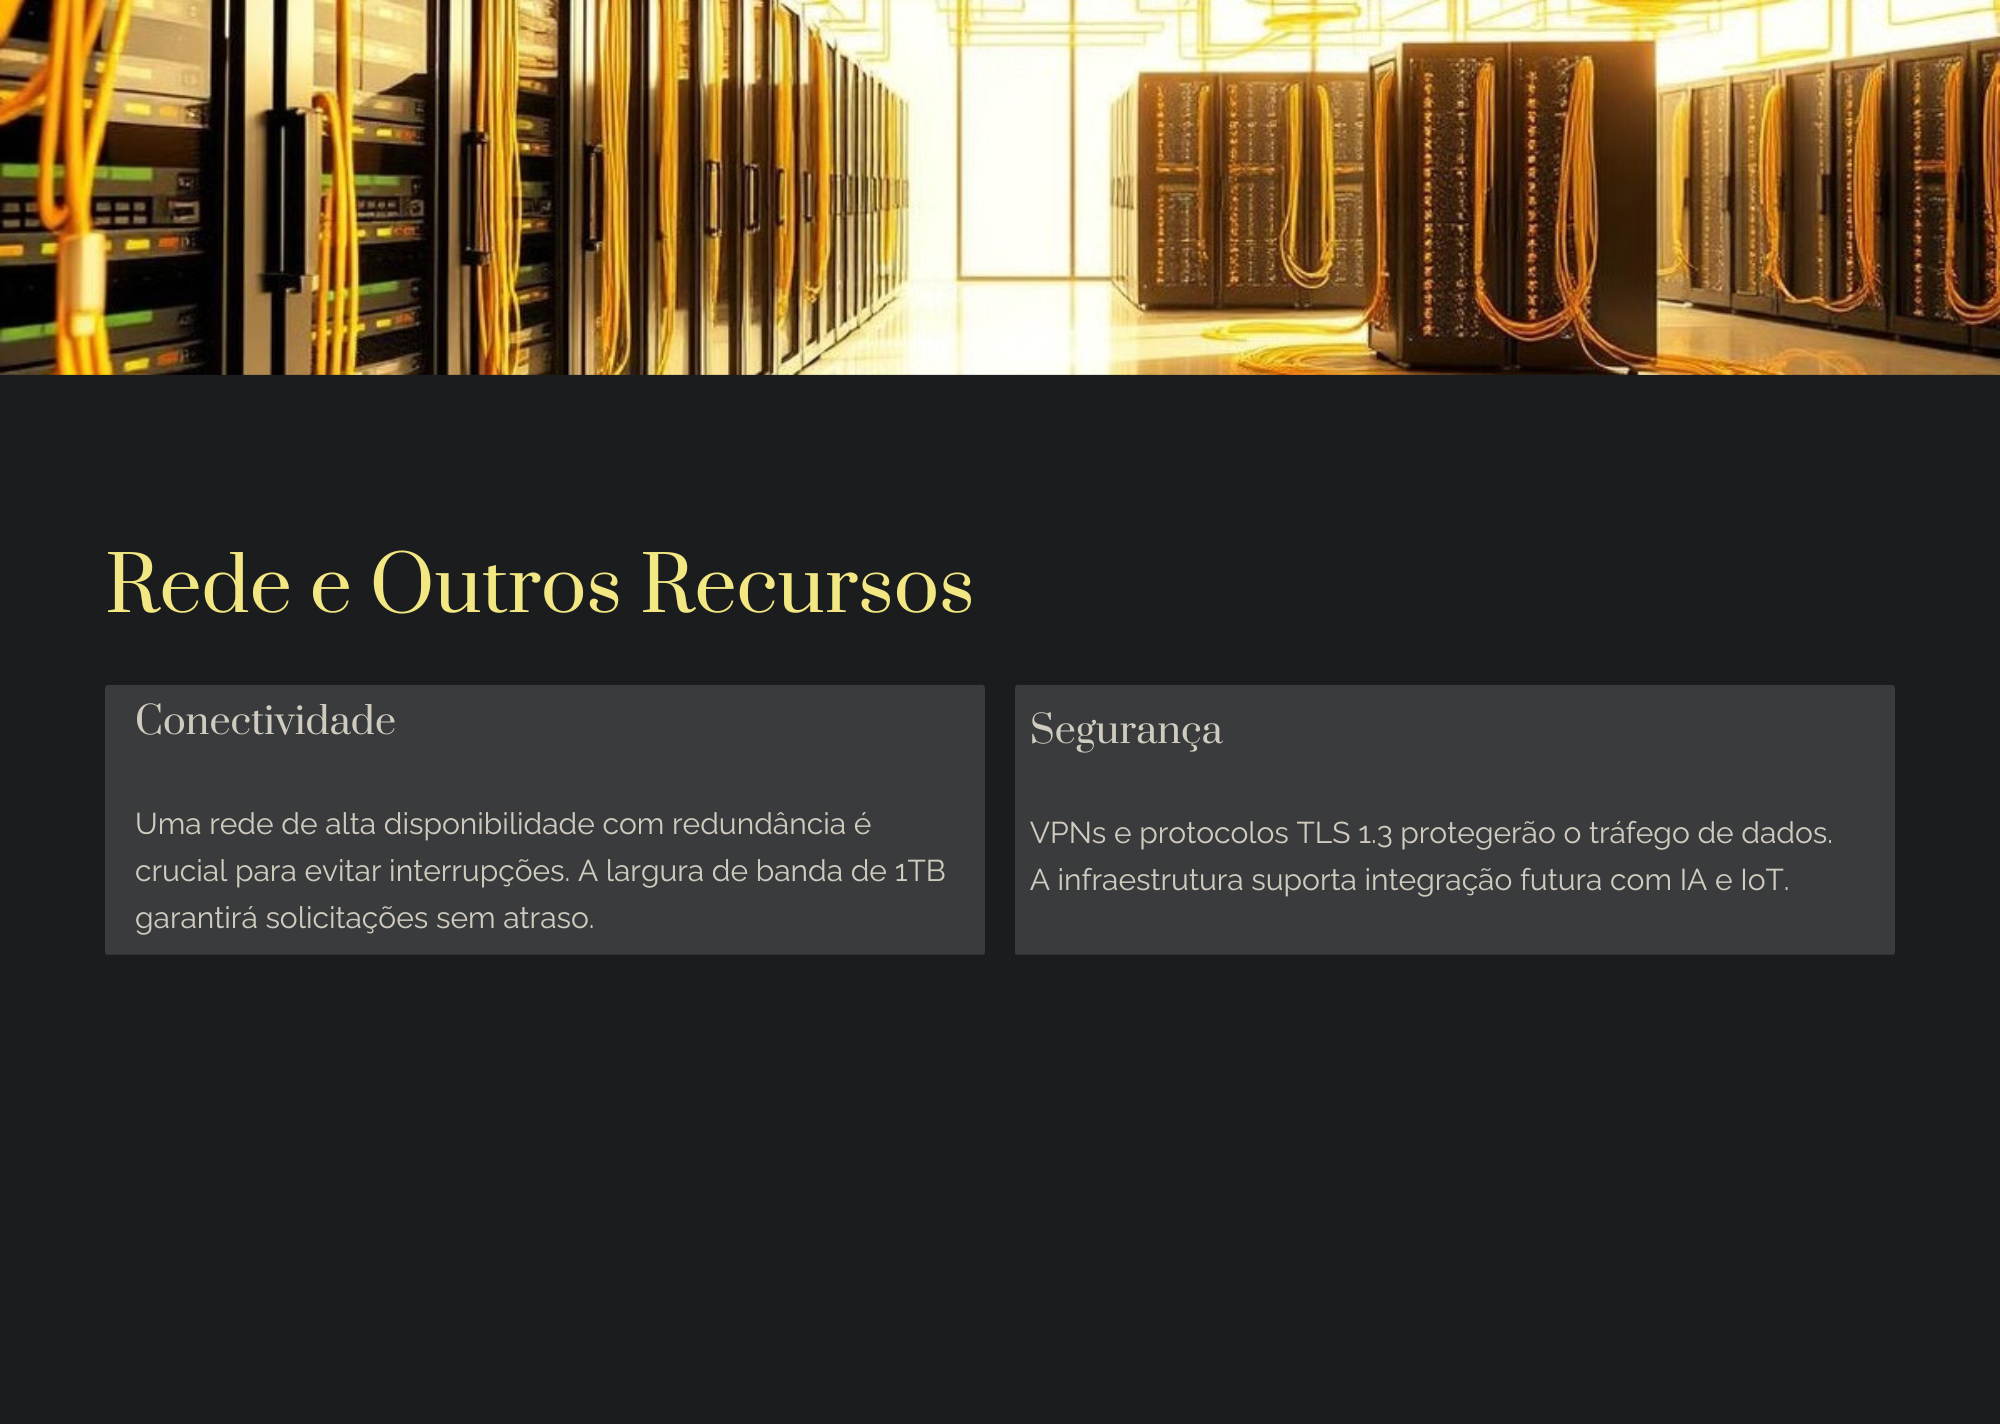 Rede e Outros Recursos
Conectividade
Uma rede de alta disponibilidade com redundância é
crucial para evitar interrupções. A largura de banda de 1TB
garantirá solicitações sem atraso.
Segurança
VPNs e protocolos TLS 1.3 protegerão o tráfego de dados.
A infraestrutura suporta integração futura com IA e IoT.